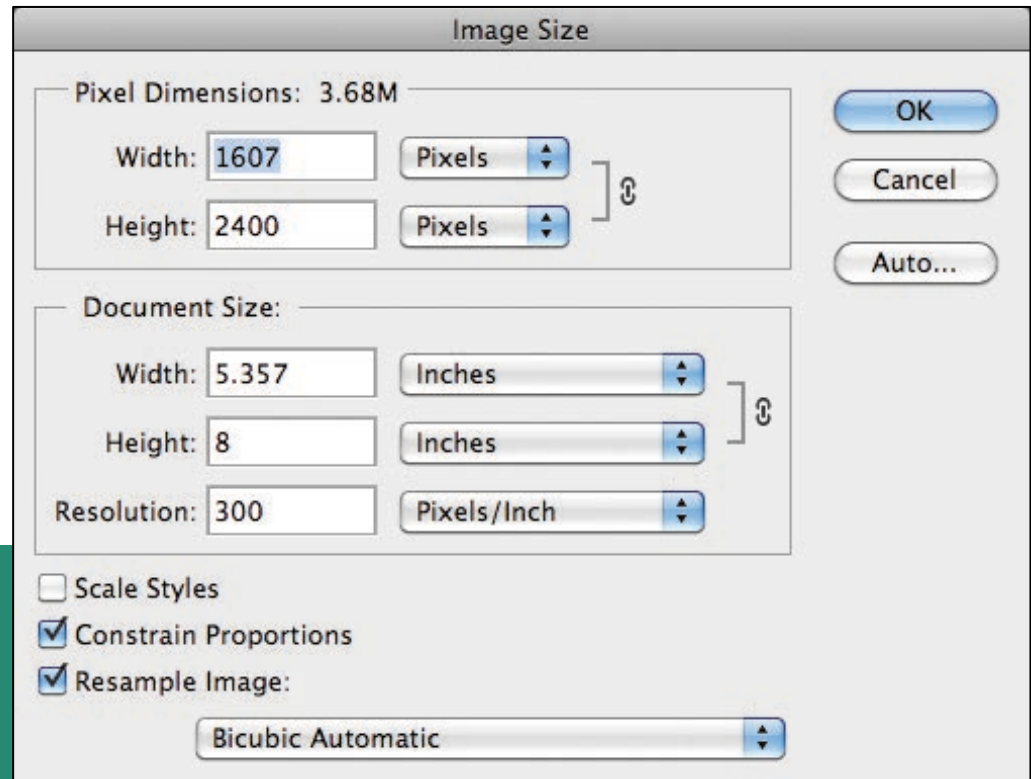 Image Size
Pixel Dimensions: 3.68M
OK
Width: 1607 Pixels
Cancel
Height: 2400 Pixels
Auto...
Document Size:
Width: 5.357 Inches
Height: 8 Inches
Resolution: 300 Pixels/Inch
Scale Styles
Constrain Proportions
Resample Image:
Bicubic Automatic